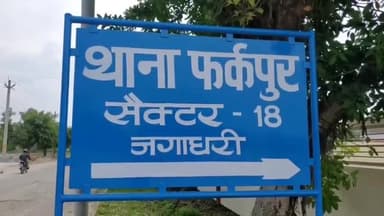 थाना फर्कपुर
सैक्टर - 18
जगाधरी